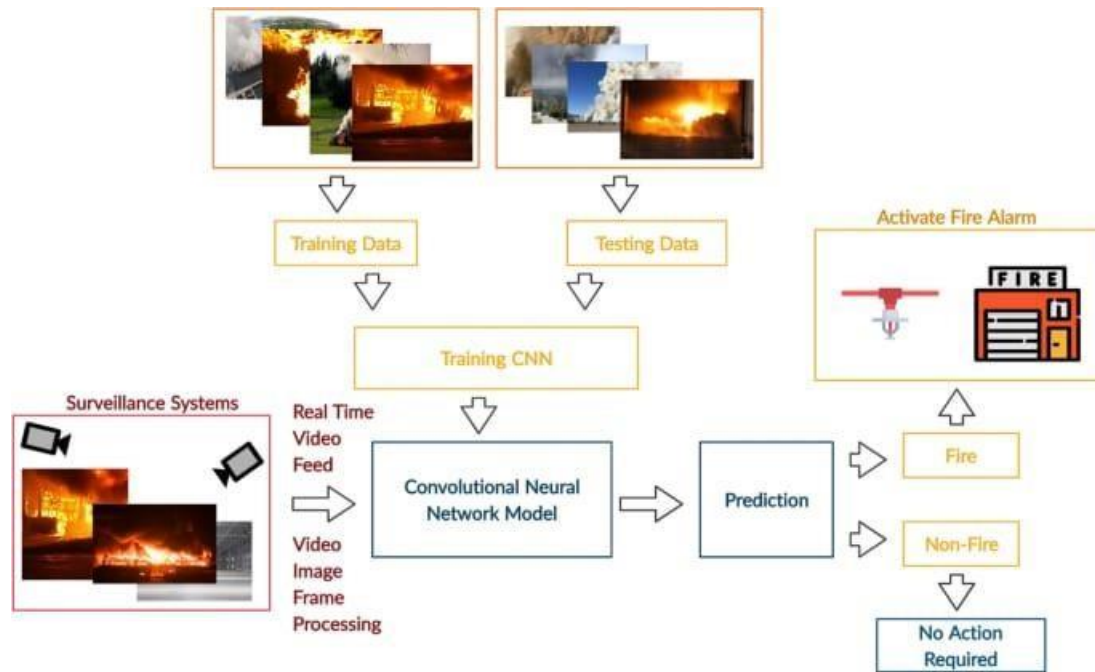 Training Data
Testing Data
Activate Fire Alarm
FIRE
Training CNN
Surveillance Systems
Real Time
Video
Feed
Video
Image
Frame
Processing
Convolutional Neural
Network Model
Prediction
Fire
Non-Fire
No Action
Required